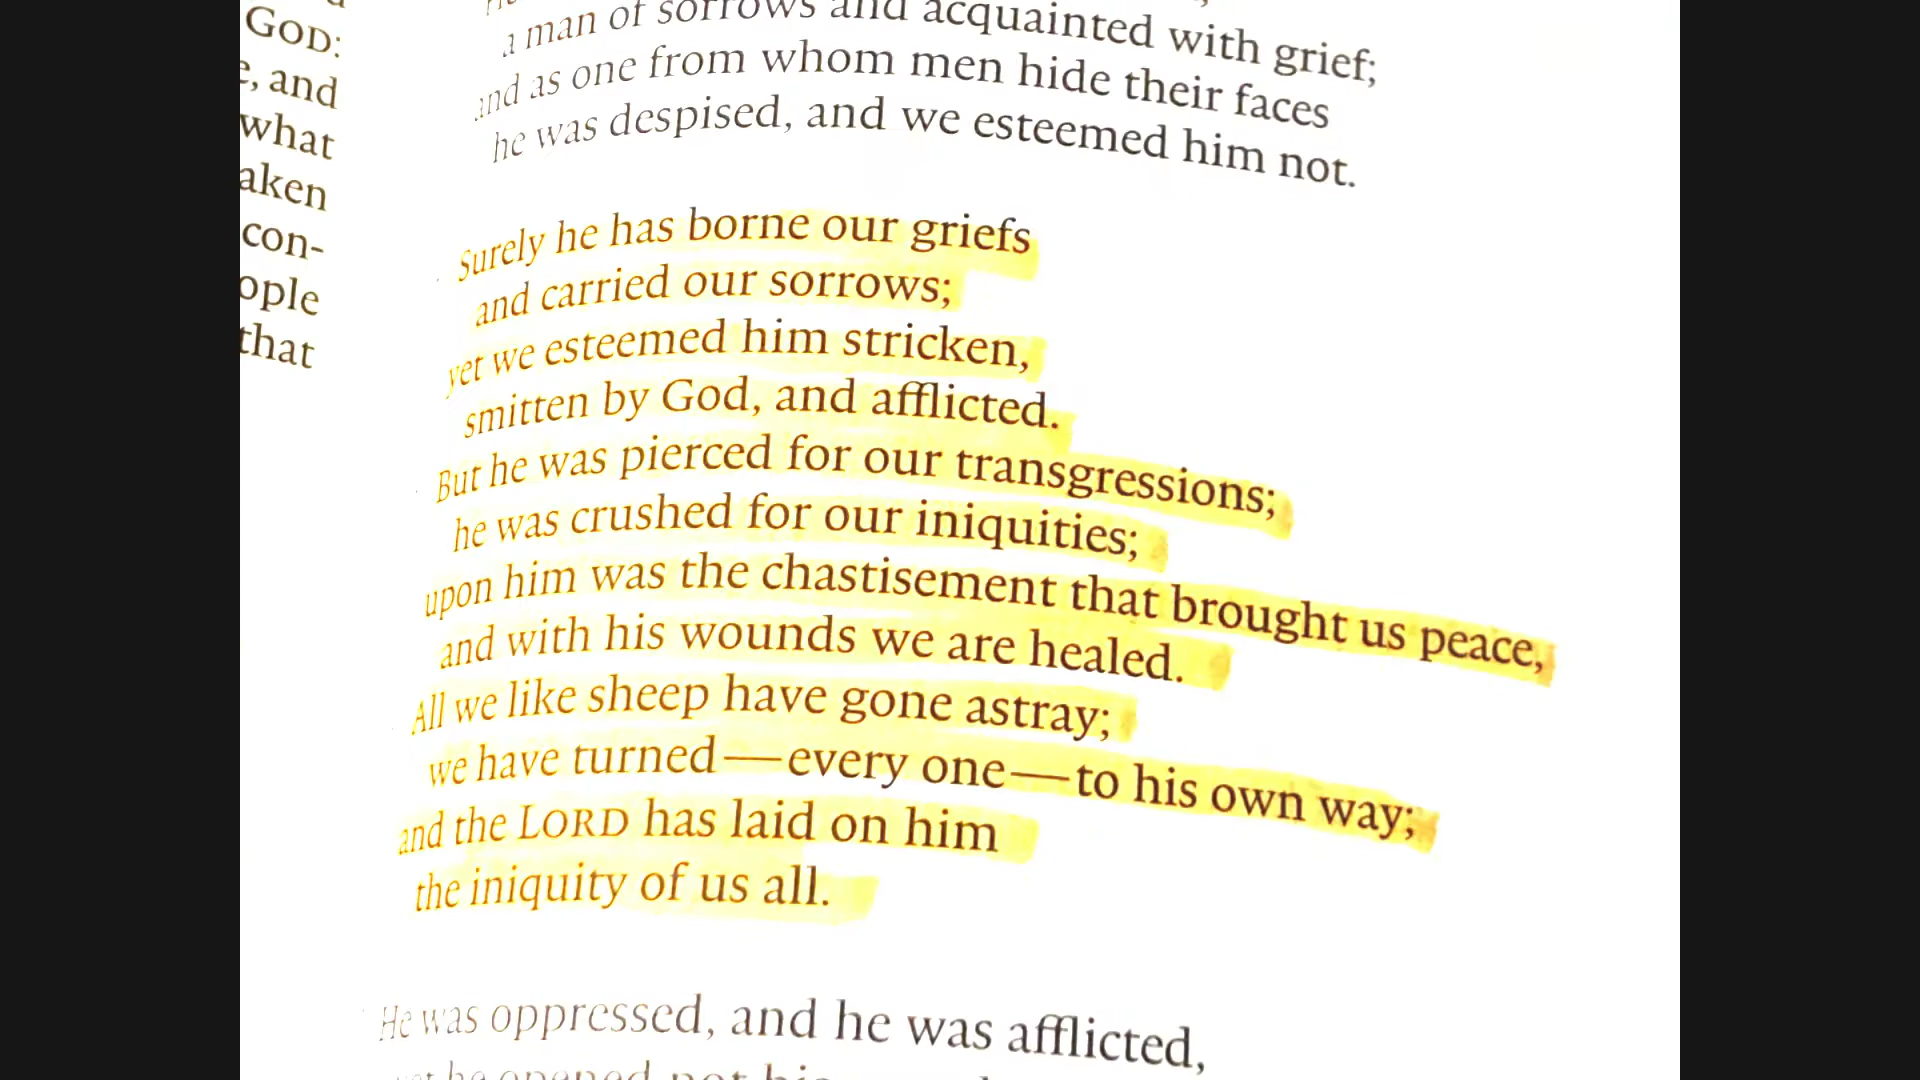 GOD:
e, and
what
aken
con-
ople
that
a man of sorrows and acquainted with grief;
and as one from whom men hide their faces
he was despised, and we esteemed him not.
Surely he has borne our griefs
and carried our sorrows;
yet we esteemed him stricken,
smitten by God, and afflicted.
But he was pierced for our transgressions;
he was crushed for our iniquities;
upon him was the chastisement that brought us peace,
and with his wounds we are healed.
All we like sheep have gone astray;
we have turned—every one—to his own way;
and the LORD has laid on him
the iniquity of us all.
He was oppressed, and he was afflicted,
he opened not his